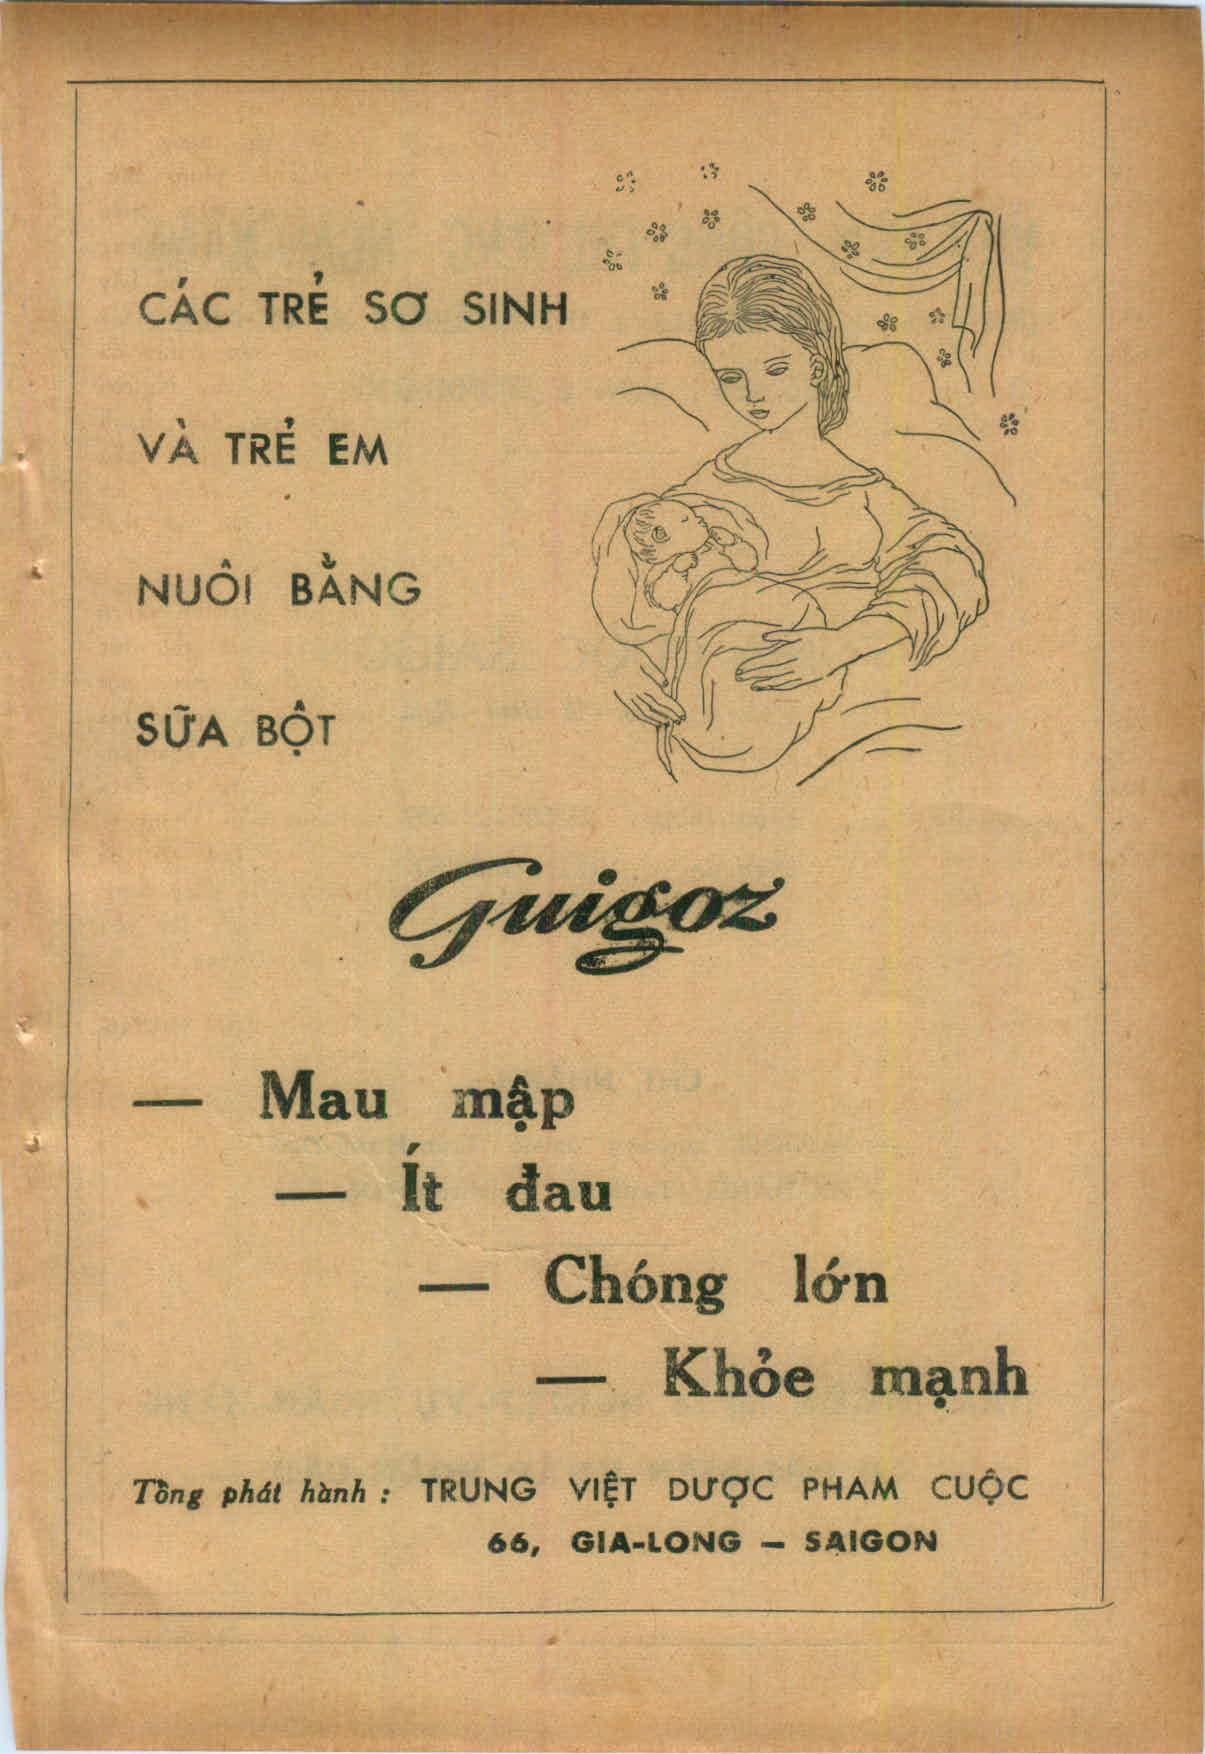 CÁC TRẺ SƠ SINH
VÀ TRẺ EM
NUÔI BẰNG
SỮA BỘT
Guigoz
— Mau mập
— Ít đau
— Chóng lớn
— Khỏe mạnh
Tổng phát hành : TRUNG VIỆT DƯỢC PHAM CUỘC
66, GIA-LONG — SAIGON